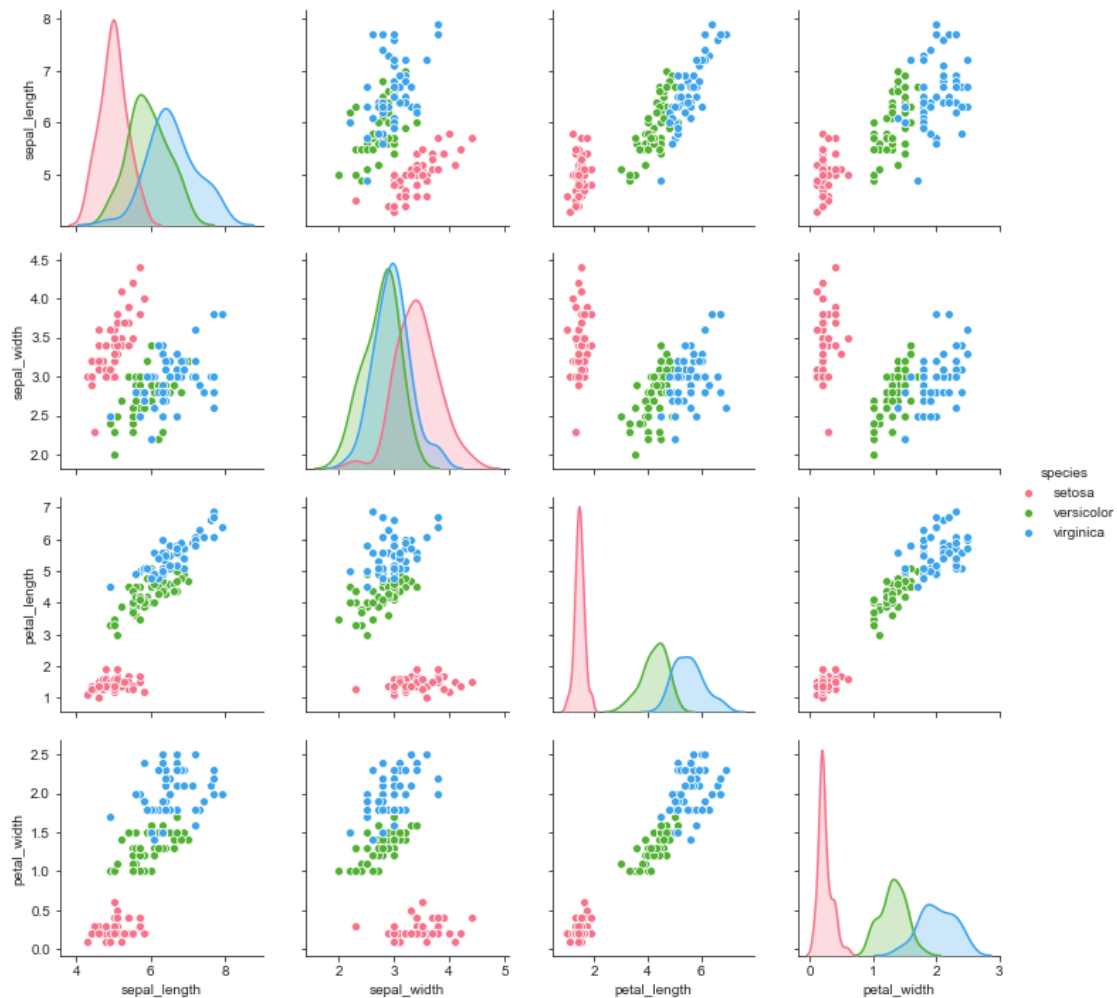 8
7
6
5
sepal_length
4.5
4.0
3.5
3.0
2.5
2.0
sepal_width
species
setosa
versicolor
virginica
7
6
5
4
3
2
1
petal_length
2.5
2.0
1.5
1.0
0.5
0.0
petal_width
4 6 8
sepal_length
2 3 4 5
sepal_width
2 4 6
petal_length
0 1 2 3
petal_width